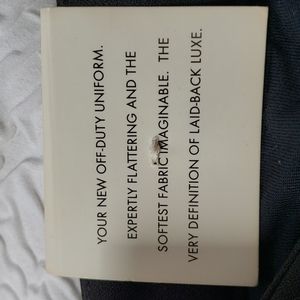 YOUR NEW OFF-DUTY UNIFORM.
EXPERTLY FLATTERING AND THE
SOFTEST FABRIC IMAGINABLE. THE
VERY DEFINITION OF LAID-BACK LUXE.